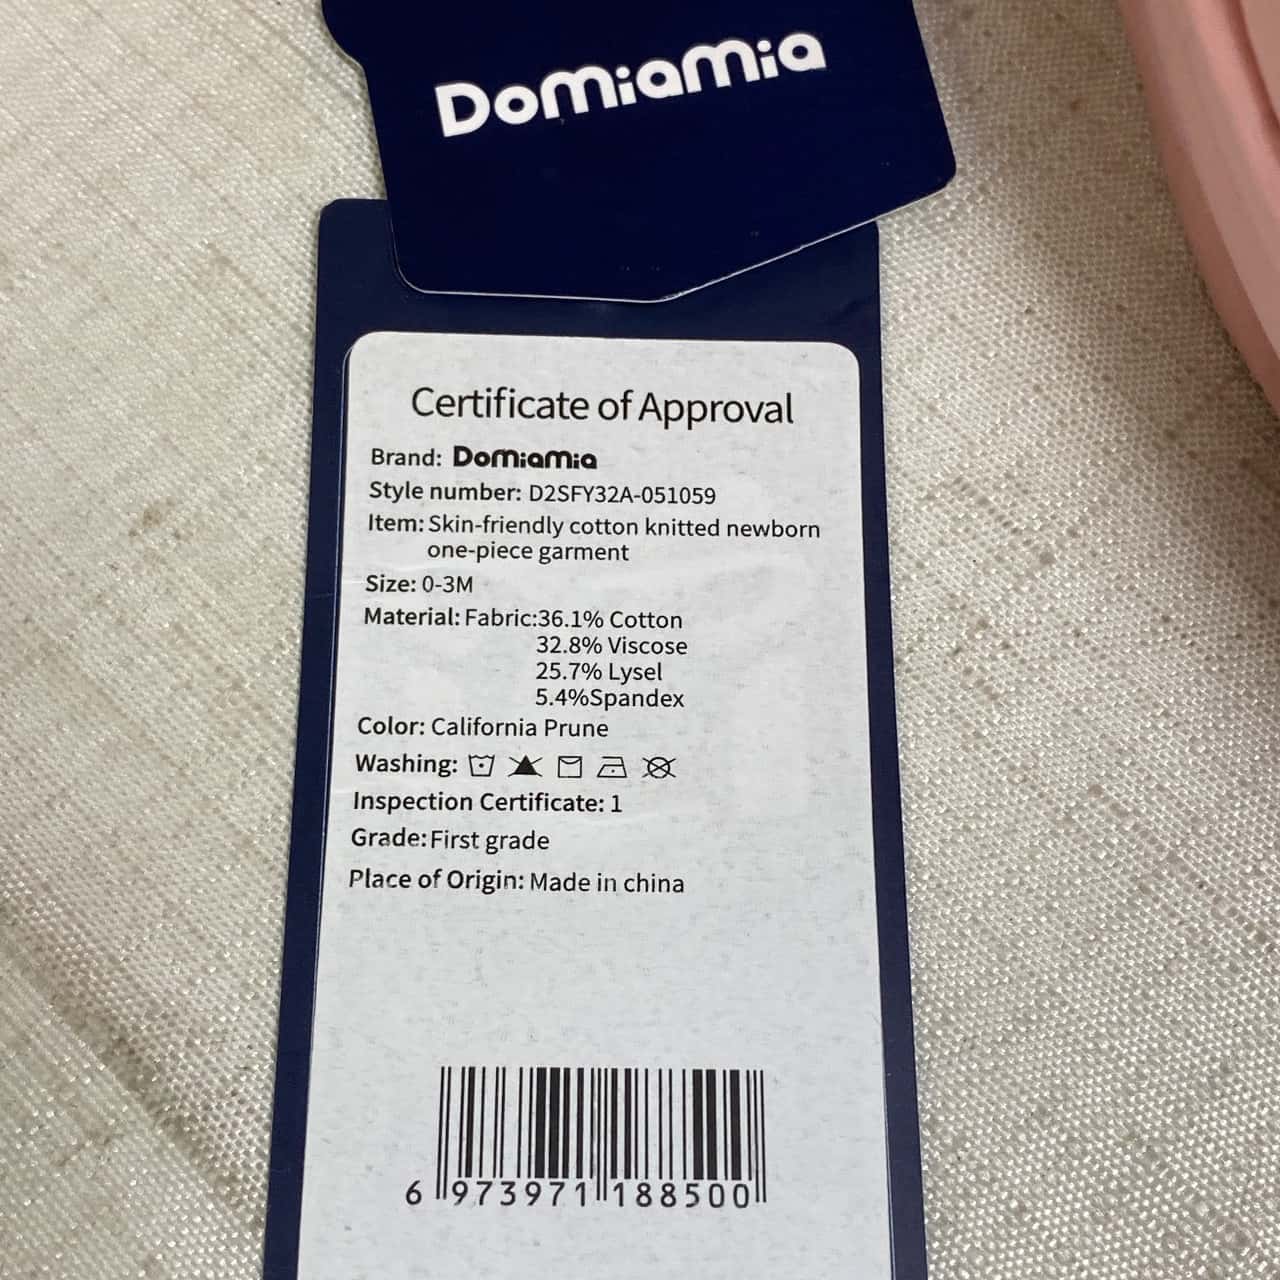 DoMiaMia
Certificate of Approval
Brand: DoMiaMia
Style number: D2SFY32A-051059
Item: Skin-friendly cotton knitted newborn
one-piece garment
Size: 0-3M
Material: Fabric:36.1% Cotton
32.8% Viscose
25.7% Lysel
5.4%Spandex
Color: California Prune
Washing:
Inspection Certificate: 1
Grade: First grade
Place of Origin: Made in china
6 973971 188500